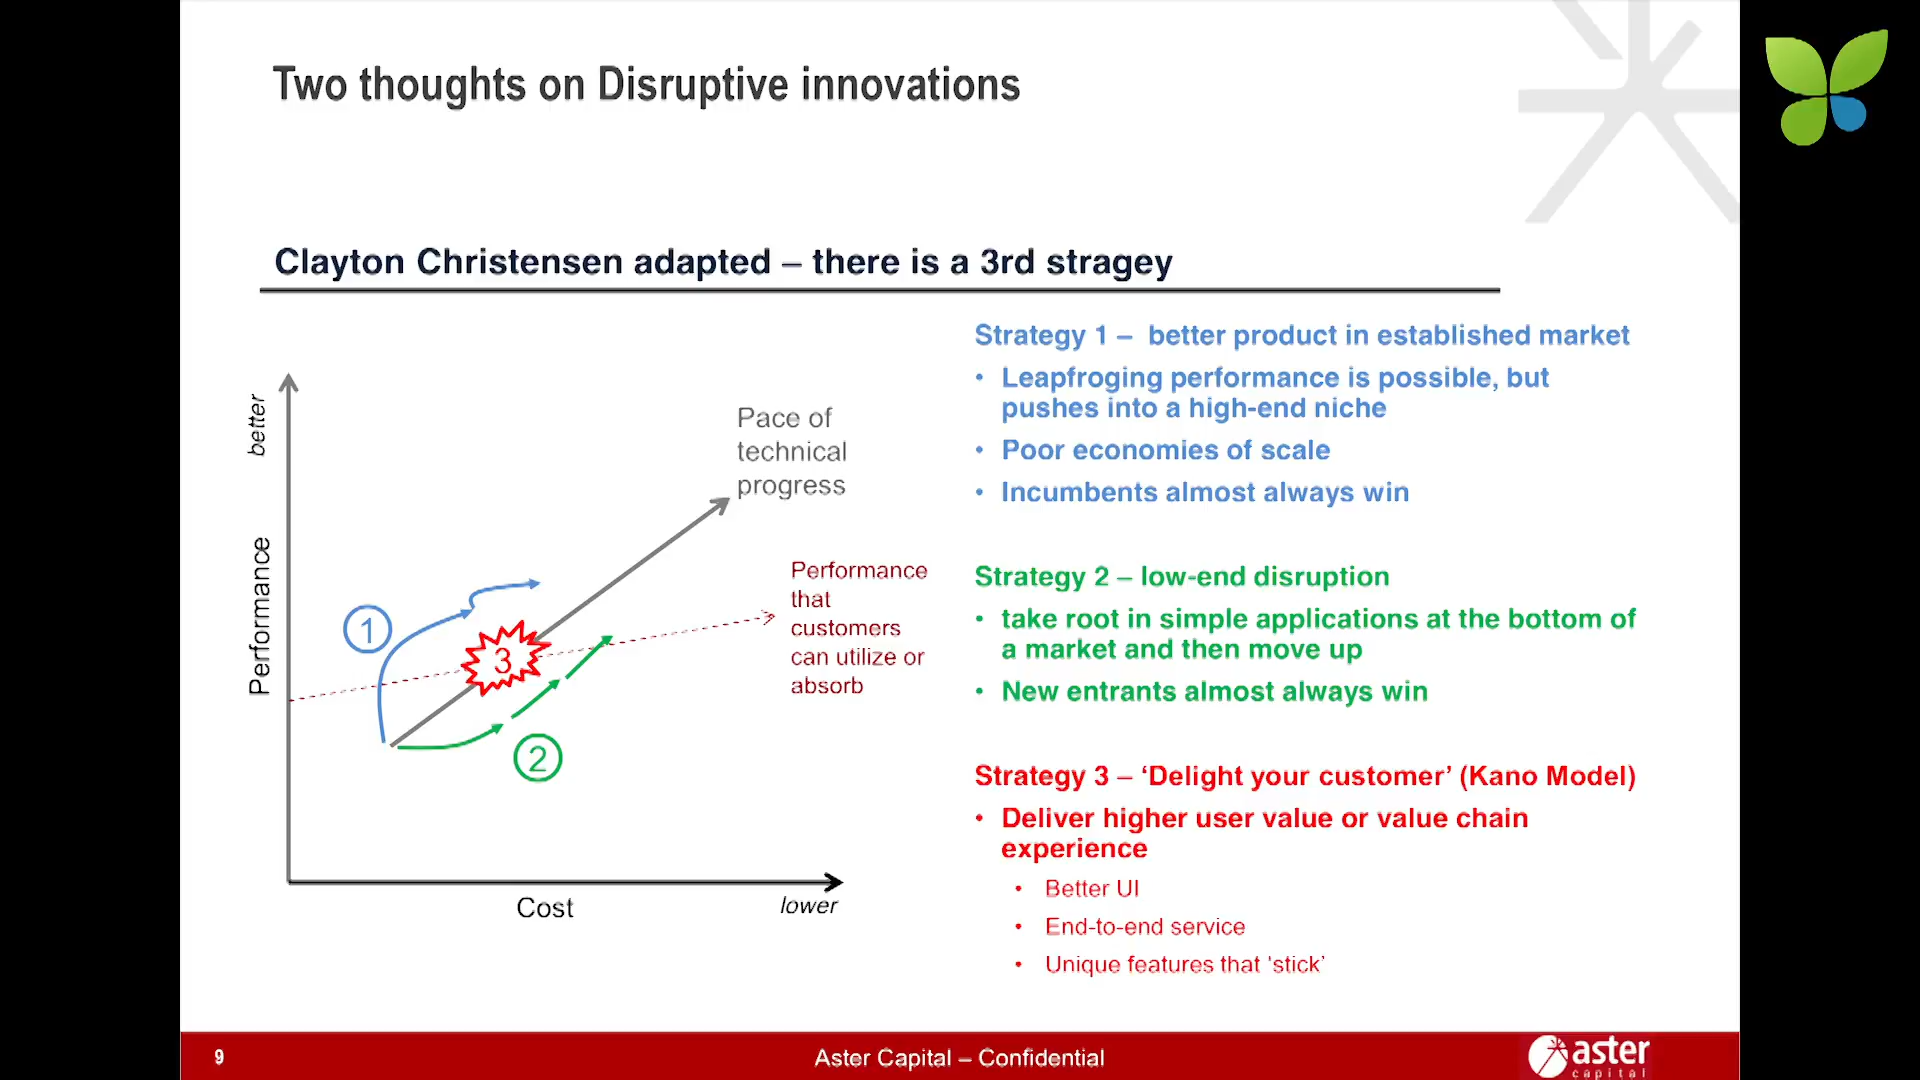 Two thoughts on Disruptive innovations
Clayton Christensen adapted – there is a 3rd stragey
better
Performance
Pace of
technical
progress
Performance
that
customers
can utilize or
absorb
1
3
2
Cost
lower
Strategy 1 – better product in established market
• Leapfroging performance is possible, but
pushes into a high-end niche
• Poor economies of scale
• Incumbents almost always win
Strategy 2 – low-end disruption
• take root in simple applications at the bottom of
a market and then move up
• New entrants almost always win
Strategy 3 – ‘Delight your customer’ (Kano Model)
• Deliver higher user value or value chain
experience
• Better UI
• End-to-end service
• Unique features that ‘stick’
9
Aster Capital – Confidential
aster
capital